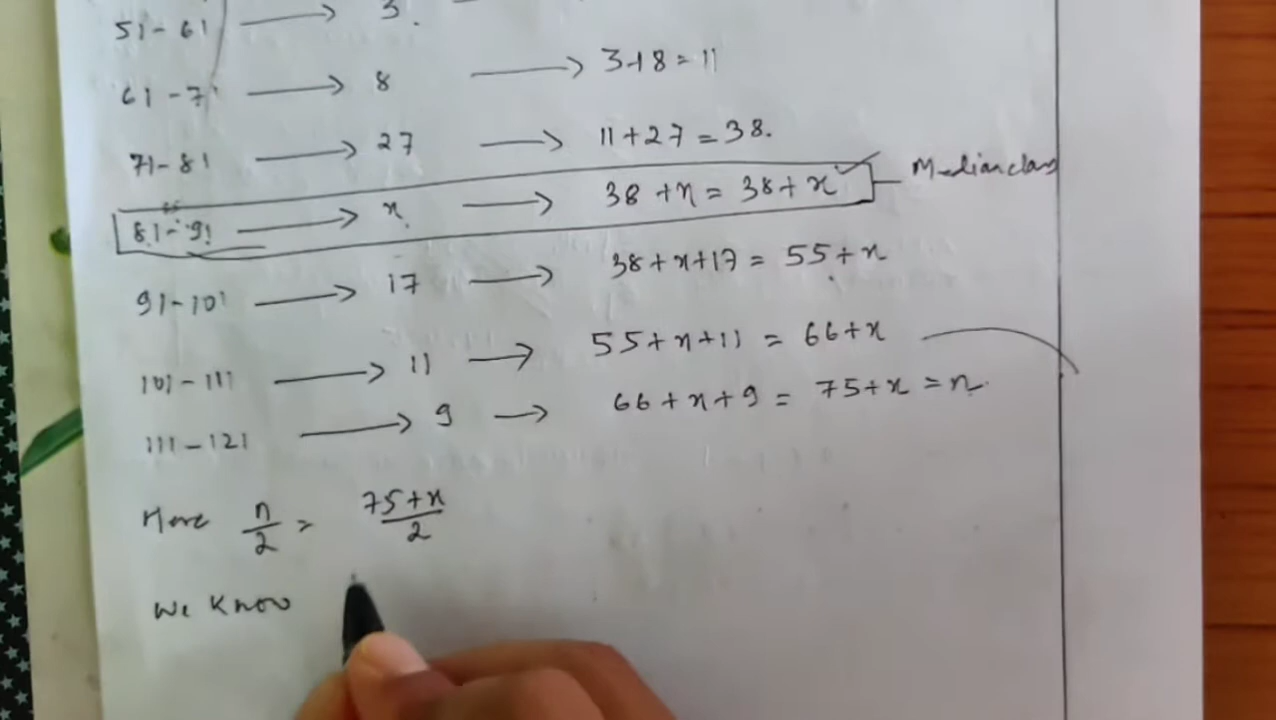 51-61 → 3.
61-71 → 8 → 3+8=11
71-81 → 27 → 11+27=38.
81-91 → x → 38+x=38+x Median class
91-101 → 17 → 38+x+17=55+x
101-111 → 11 → 55+x+11=66+x
111-121 → 9 → 66+x+9=75+x=n
Here n/2 = 75+x/2
We know